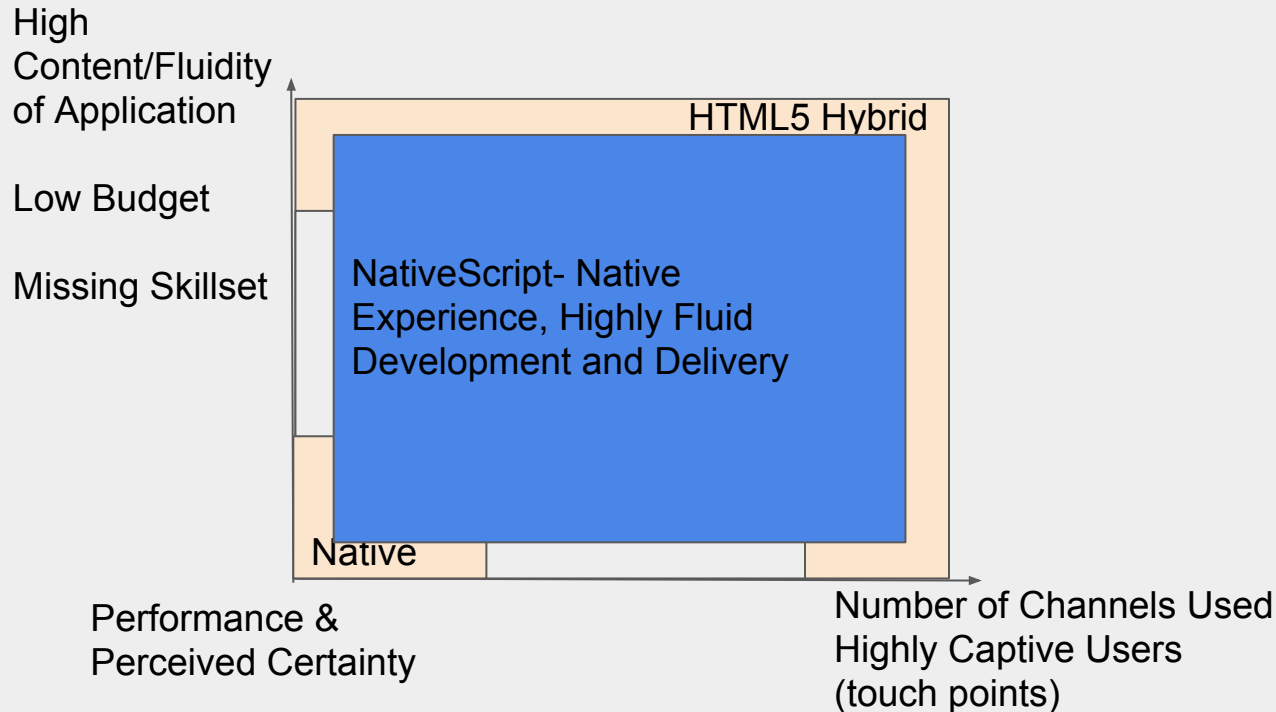 High
Content/Fluidity
of Application
Low Budget
Missing Skillset
HTML5 Hybrid
NativeScript- Native
Experience, Highly Fluid
Development and Delivery
Native
Performance &
Perceived Certainty
Number of Channels Used
Highly Captive Users
(touch points)